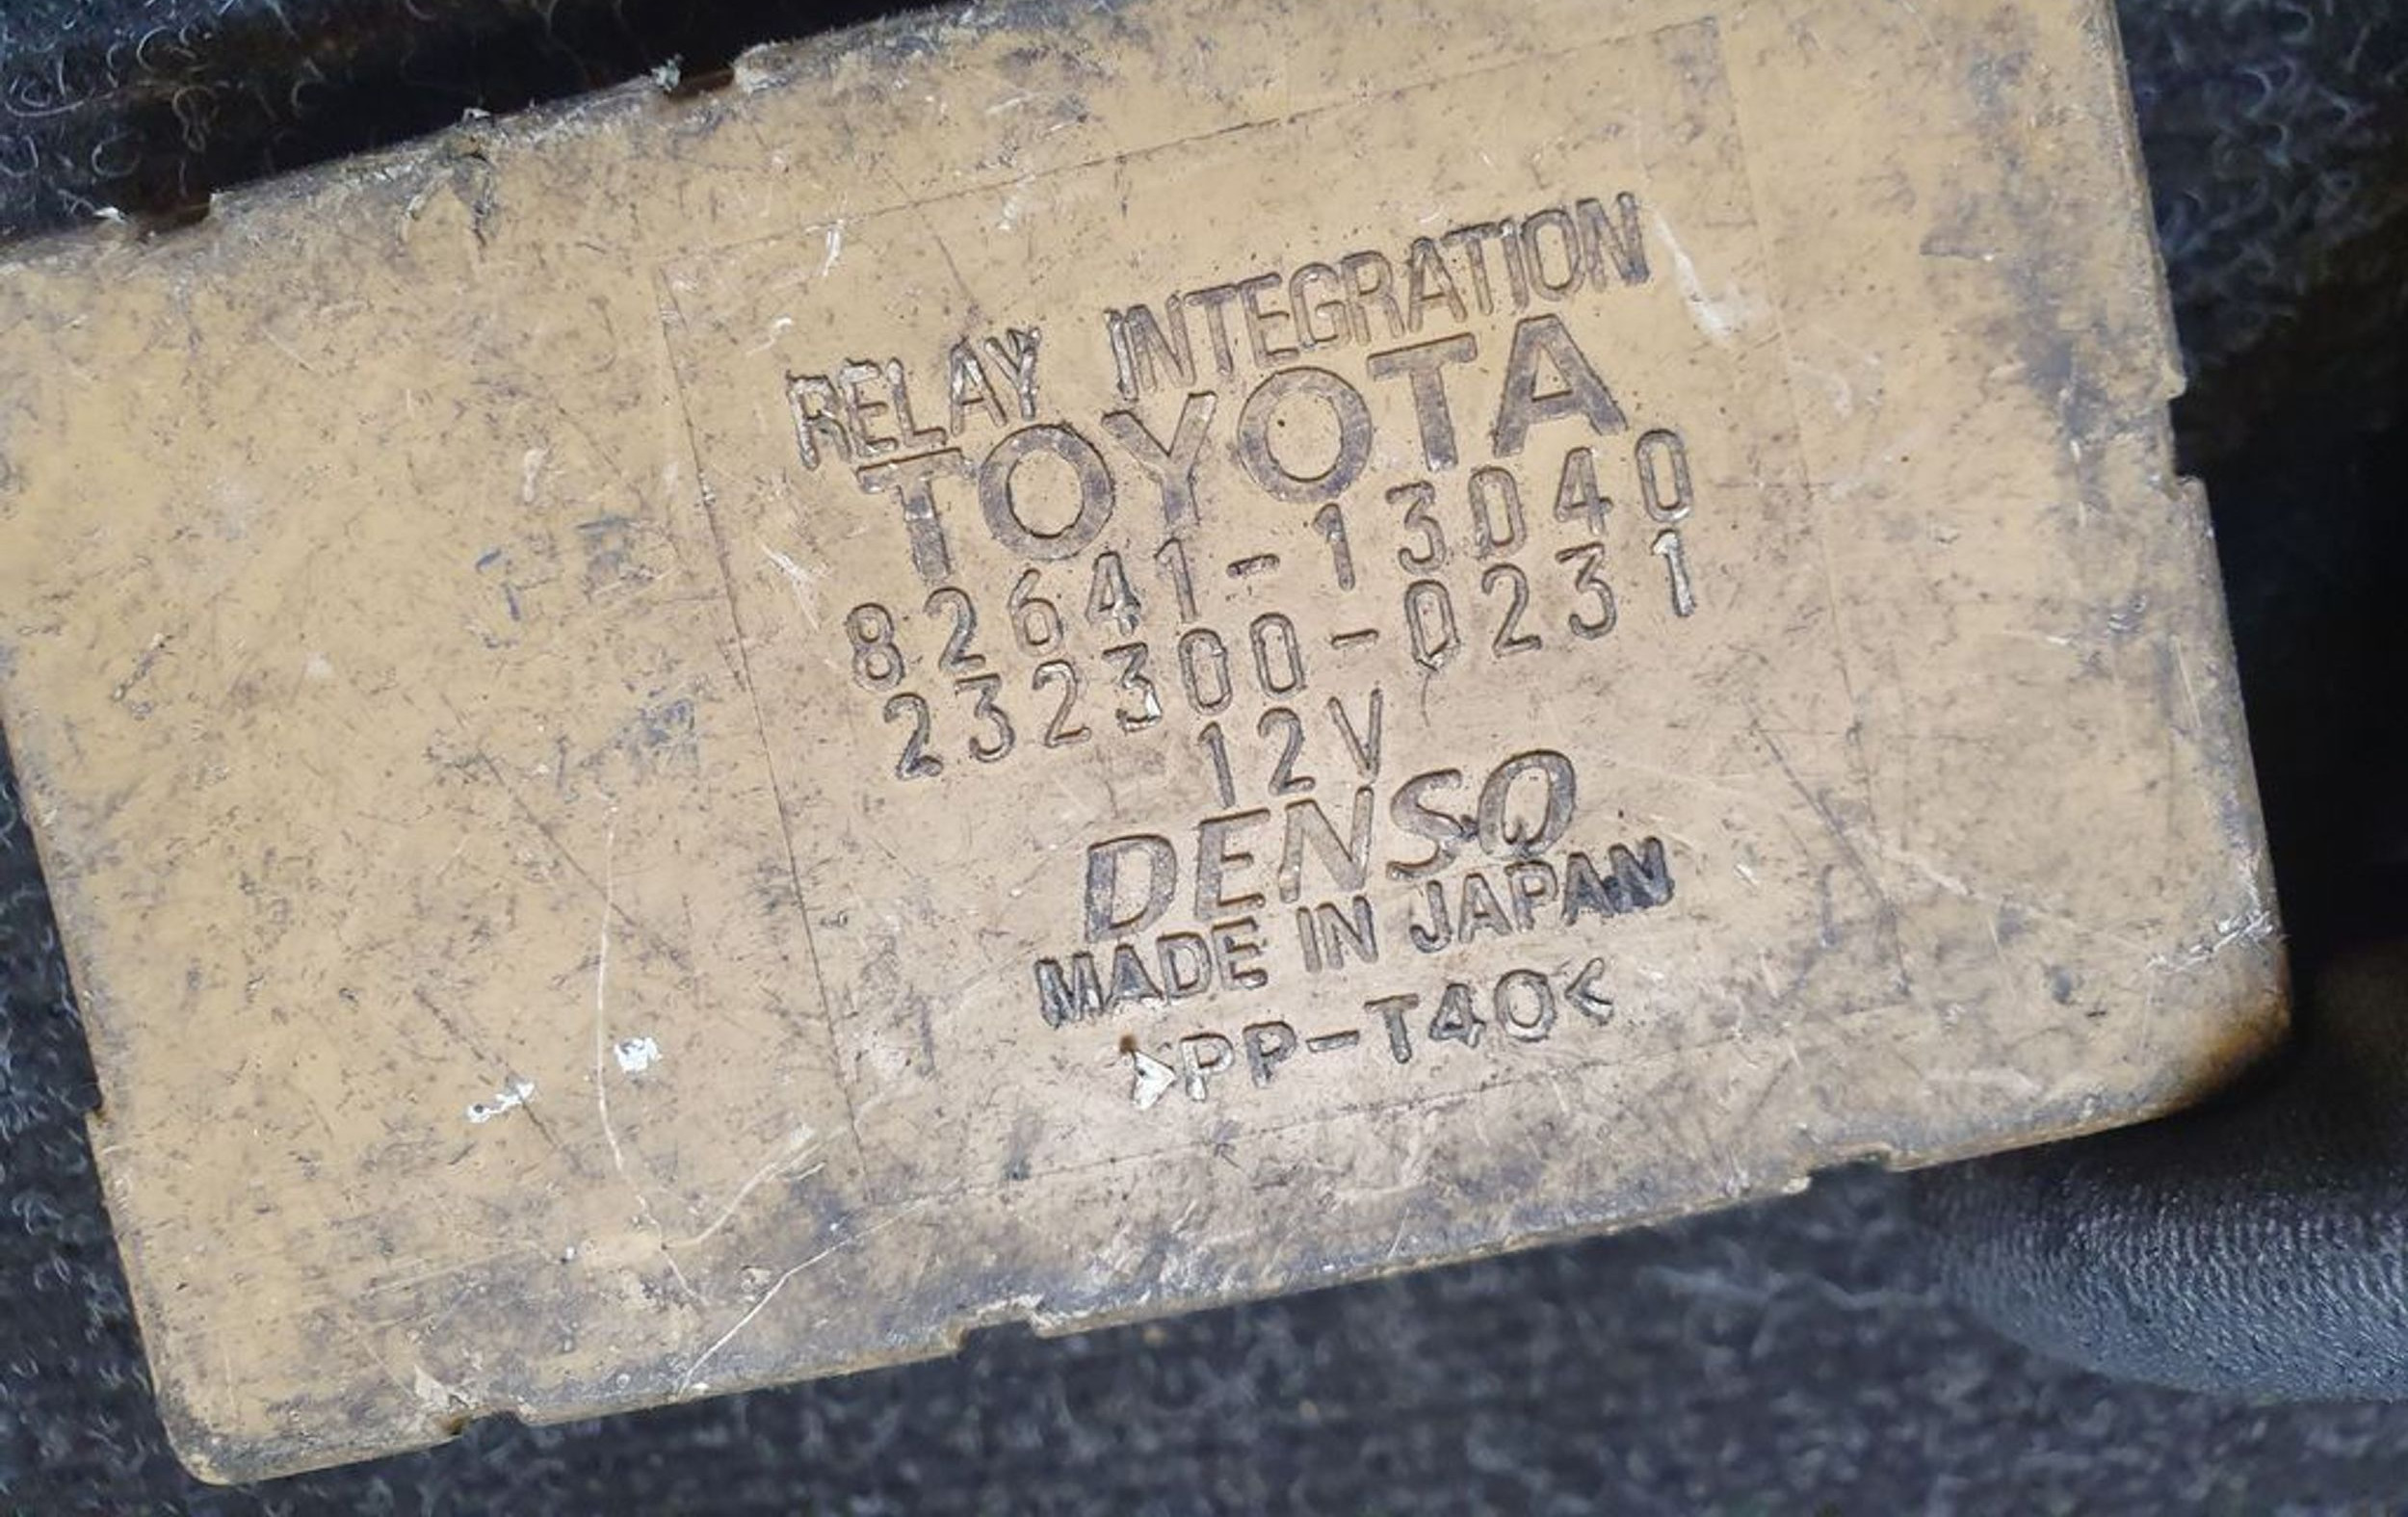 RELAY INTEGRATION
TOYOTA
82641-13040
232300-0231
12V
DENSO
MADE IN JAPAN
>PP-T40<